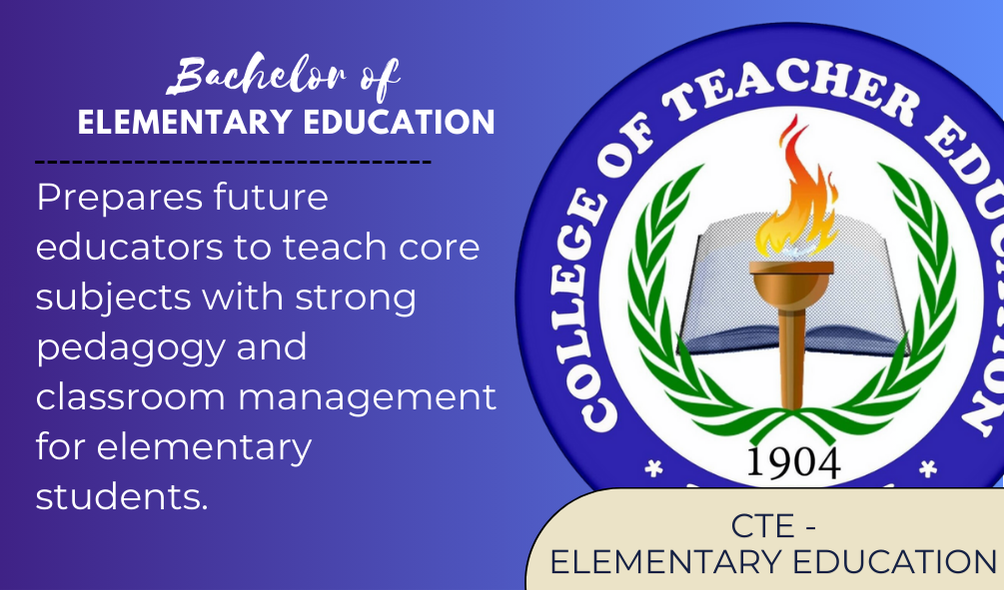 Bachelor of
ELEMENTARY EDUCATION
Prepares future
educators to teach core
subjects with strong
pedagogy and
classroom management
for elementary
students.
COLLEGE OF TEACHER EDUCATION
1904
CTE -
ELEMENTARY EDUCATION